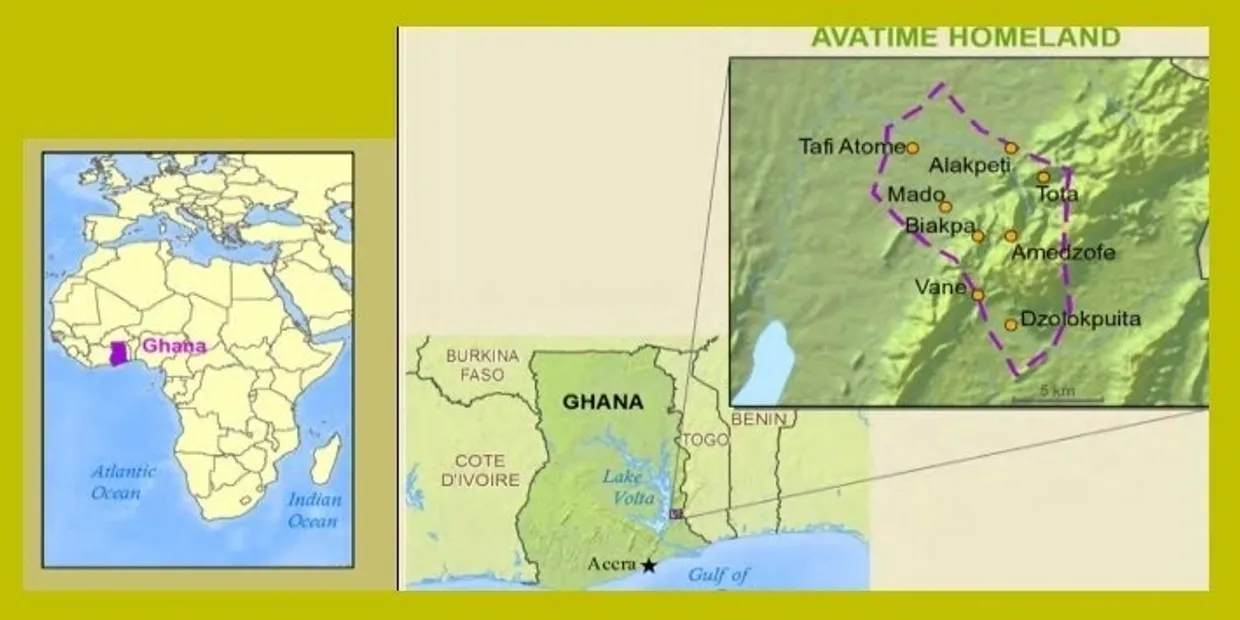 AVATIME HOMELAND
Tafi Atome
Alakpeti
Mado
Tota
Biakpa
Amedzofe
Vane
Dzolokpuita
5 km
Ghana
Atlantic
Ocean
Indian
Ocean
BURKINA
FASO
GHANA
BENIN
TOGO
COTE
D'IVOIRE
Lake
Volta
Accra
Gulf of